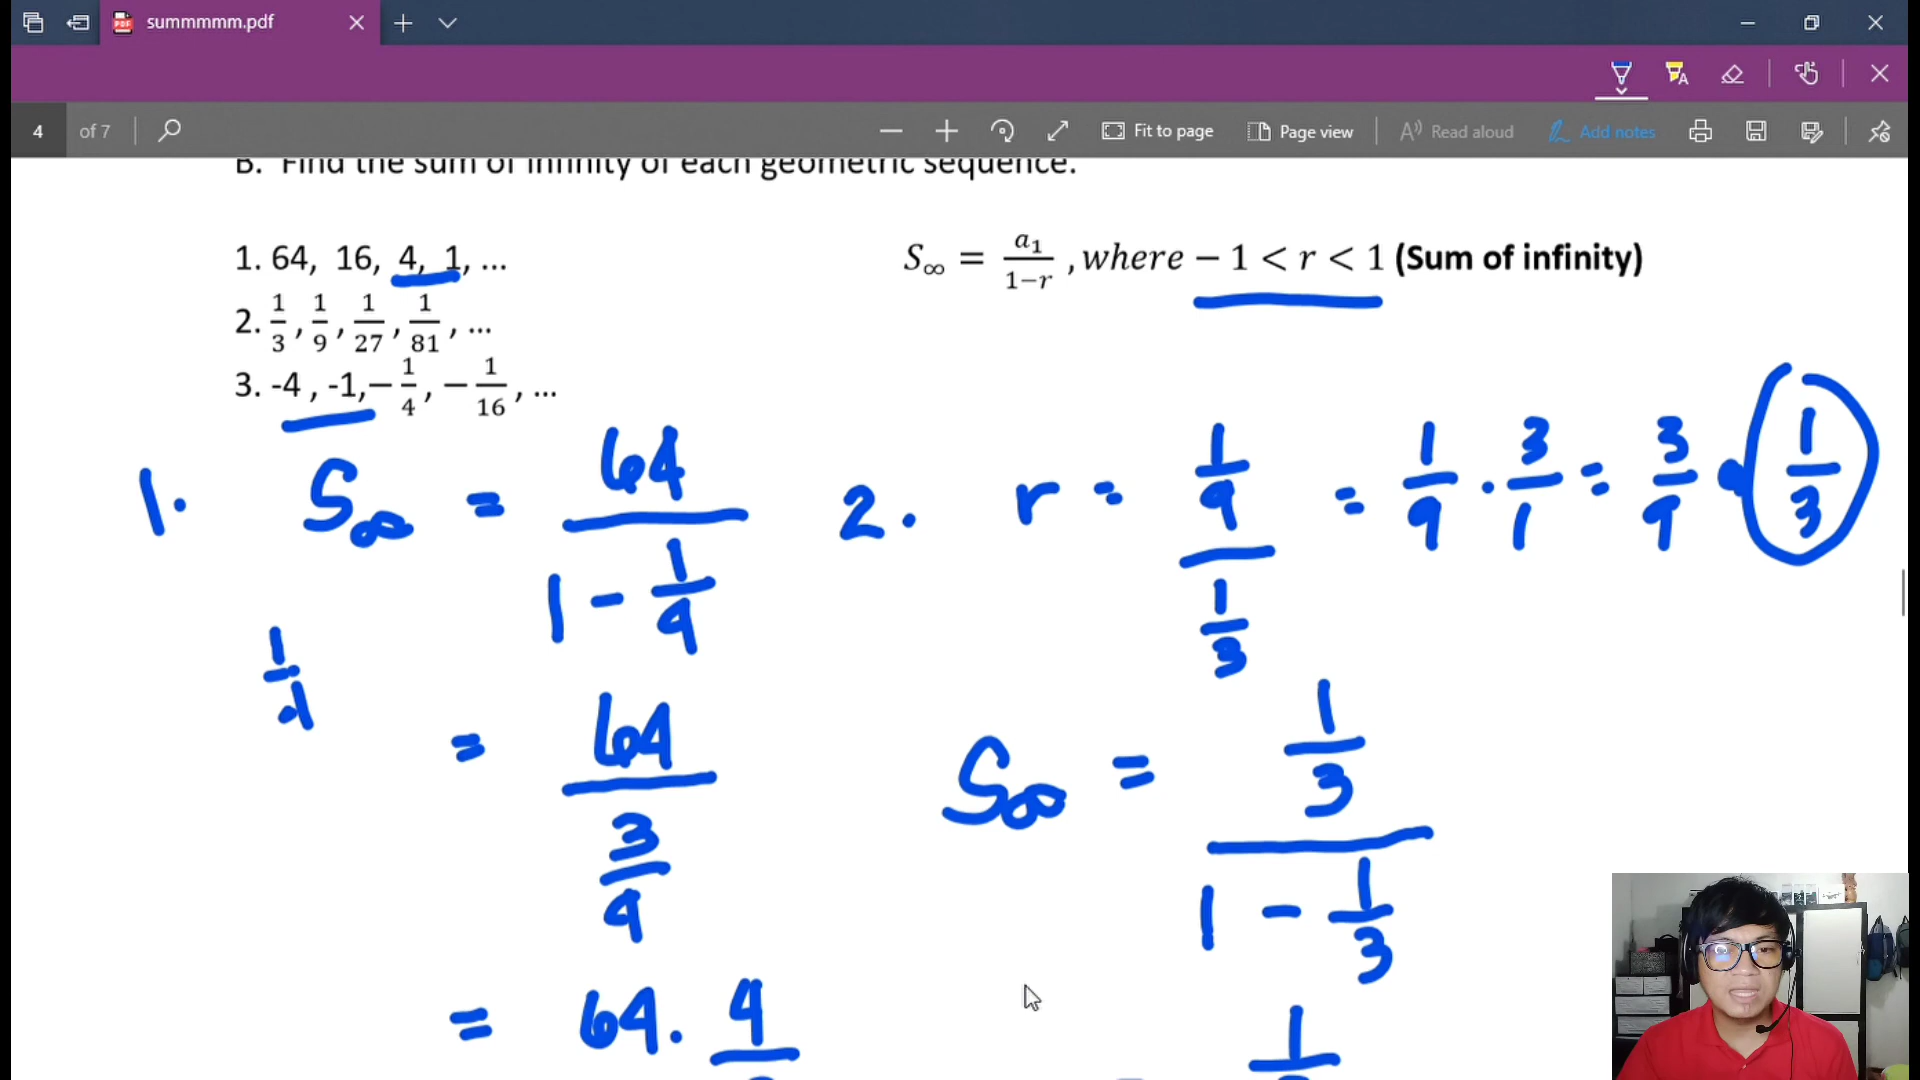 summmmm.pdf
4 of 7 Fit to page Page view Read aloud Add notes
B. Find the sum of infinity of each geometric sequence.
1. 64, 16, 4, 1, ...
S∞ = a₁/(1−r) , where − 1 < r < 1 (Sum of infinity)
2. 1/3 , 1/9 , 1/27 , 1/81 , ...
3. -4 , -1, − 1/4 , − 1/16 , ...
1. S∞ = 64/(1 - 1/4)
1/4
= 64/(3/4)
= 64 · 4/
2. r = (1/9)/(1/3) = 1/9 · 3/1 = 3/9 = 1/3
S∞ = (1/3)/(1 - 1/3)